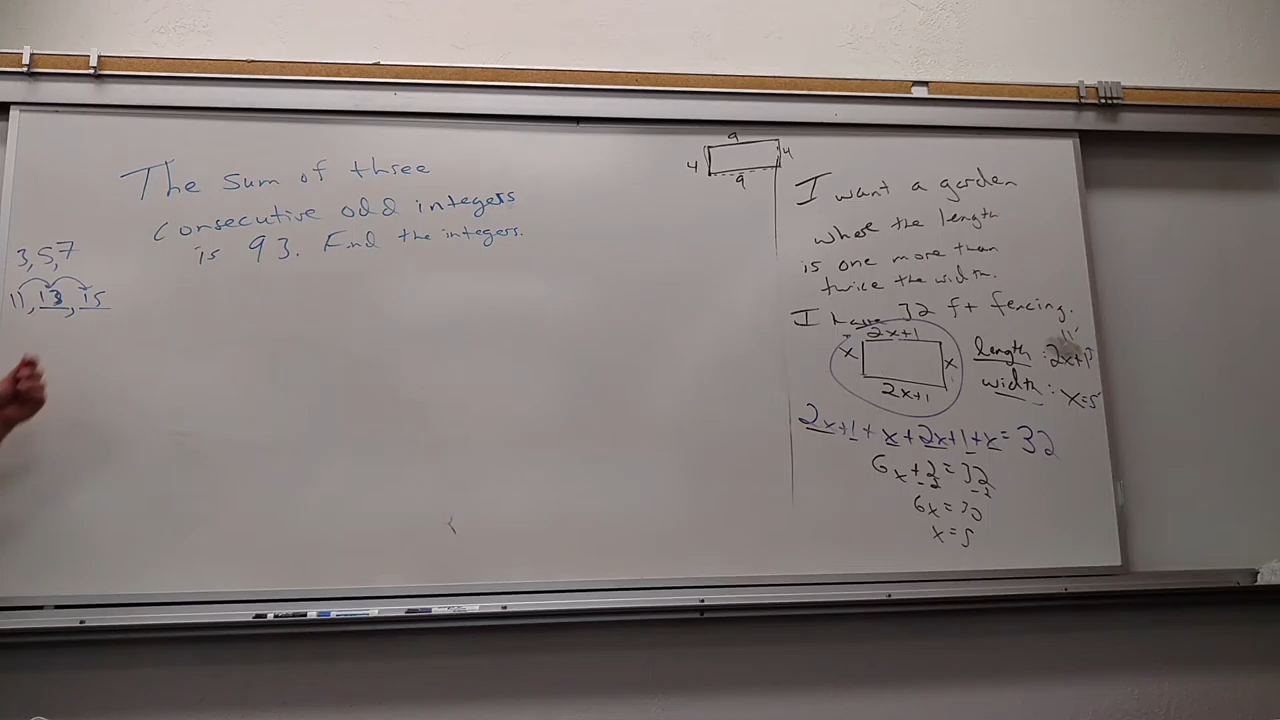 The sum of three
consecutive odd integers
is 93. Find the integers.
3, 5, 7
11, 13, 15
9
4
4
9
I want a garden
where the length
is one more than
twice the width.
I have 32 ft fencing.
2x+1
x
x
2x+1
11
length : 2x+1
width : x=5
2x+1+x+2x+1+x=32
6x+2=32
-2 -2
6x=30
x=5